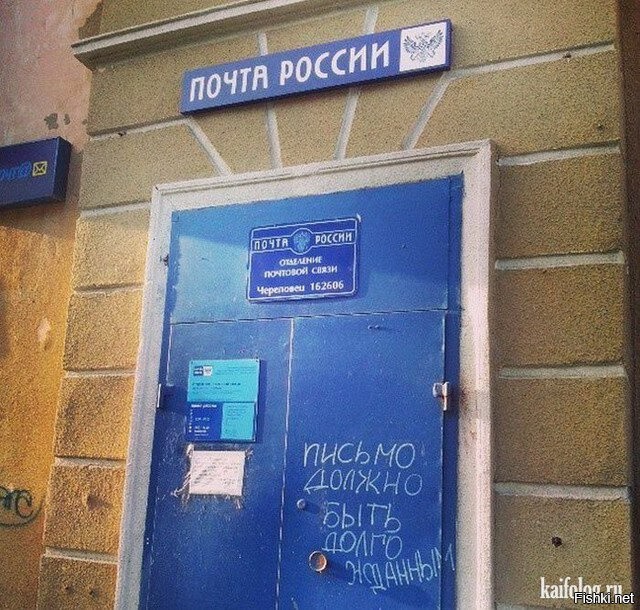 ПОЧТА РОССИИ
ПОЧТА РОССИИ
ОТДЕЛЕНИЕ
ПОЧТОВОЙ СВЯЗИ
Череповец 162606
ПИСЬМО
ДОЛЖНО
БЫТЬ
ДОЛГО
ЖДАННЫМ
kaifolog.ru
Fishki.net